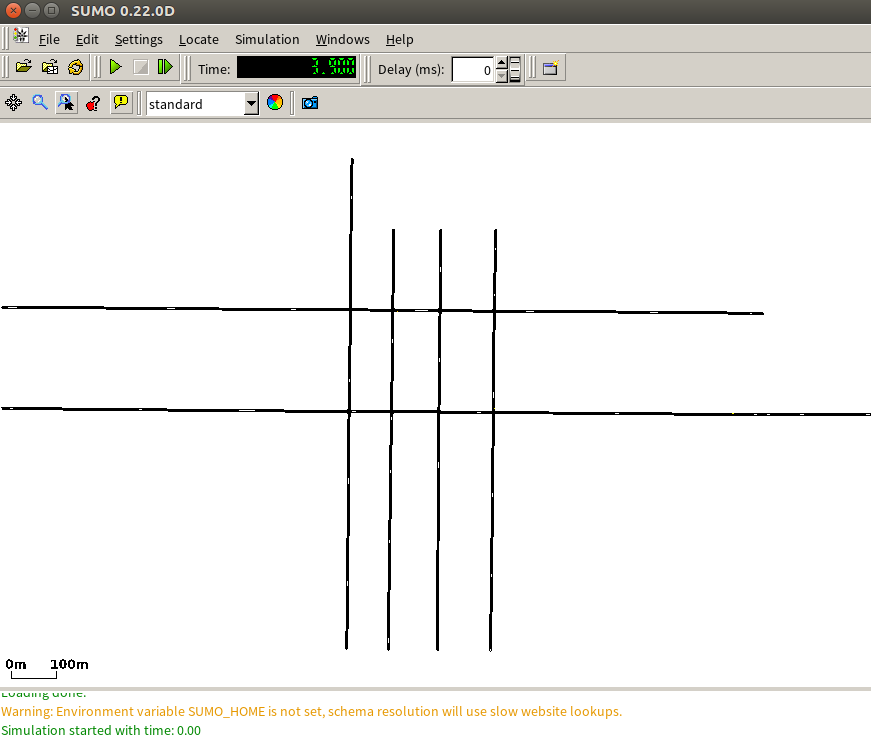 SUMO 0.22.0D
File Edit Settings Locate Simulation Windows Help
Time: 3.900 Delay (ms): 0
standard
0m 100m
Loading done.
Warning: Environment variable SUMO_HOME is not set, schema resolution will use slow website lookups.
Simulation started with time: 0.00